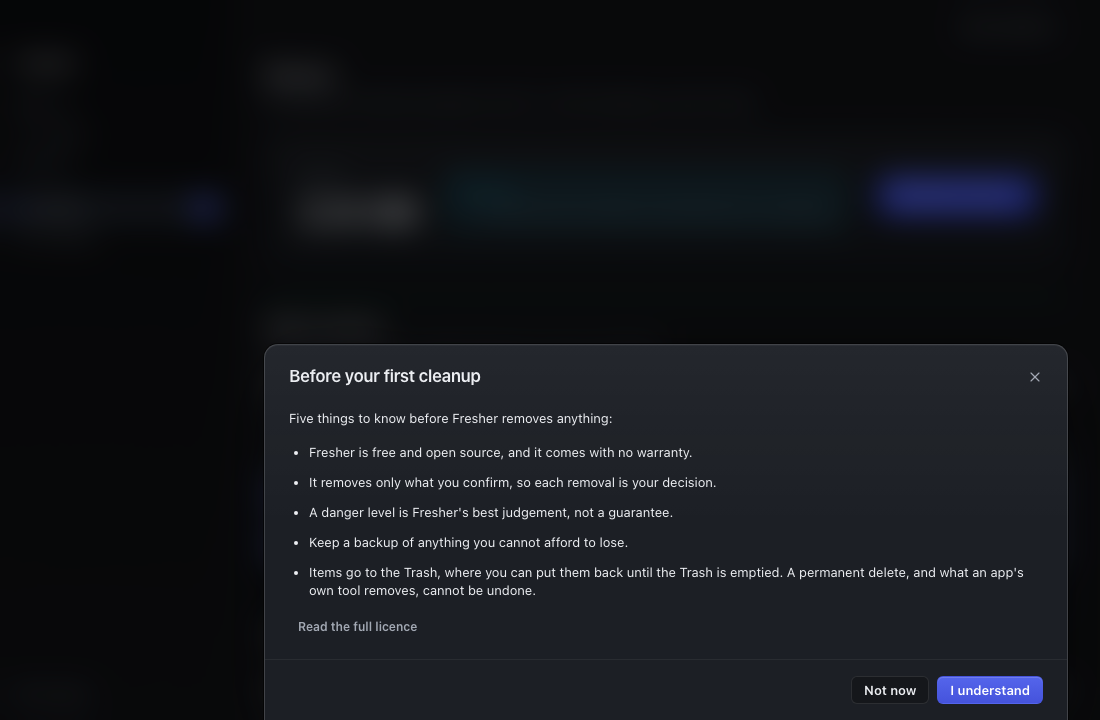 Before your first cleanup
Five things to know before Fresher removes anything:
• Fresher is free and open source, and it comes with no warranty.
• It removes only what you confirm, so each removal is your decision.
• A danger level is Fresher's best judgement, not a guarantee.
• Keep a backup of anything you cannot afford to lose.
• Items go to the Trash, where you can put them back until the Trash is emptied. A permanent delete, and what an app's
own tool removes, cannot be undone.
Read the full licence
Not now
I understand